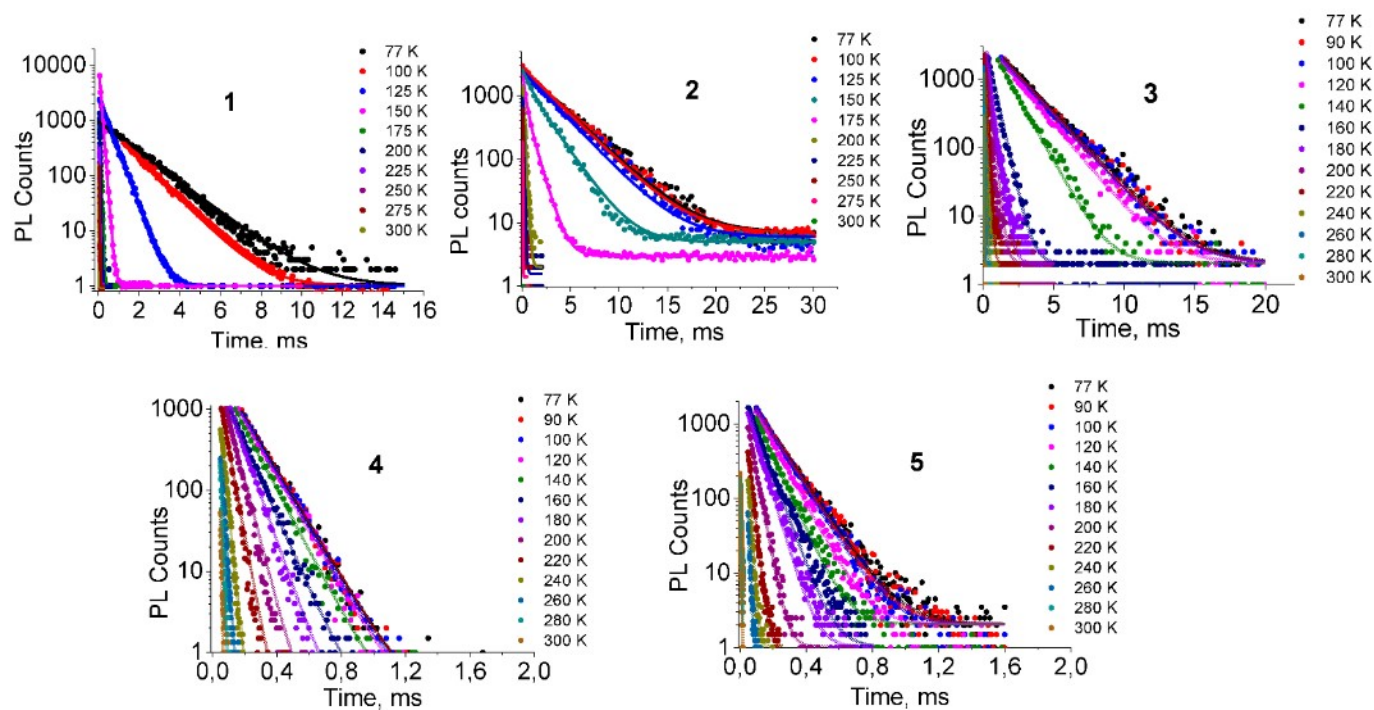 1
PL Counts
10000
1000
100
10
1
0 2 4 6 8 10 12 14 16
Time, ms
77 K
100 K
125 K
150 K
175 K
200 K
225 K
250 K
275 K
300 K
2
PL counts
1000
100
10
1
0 5 10 15 20 25 30
Time, ms
77 K
100 K
125 K
150 K
175 K
200 K
225 K
250 K
275 K
300 K
3
PL Counts
1000
100
10
1
0 5 10 15 20
Time, ms
77 K
90 K
100 K
120 K
140 K
160 K
180 K
200 K
220 K
240 K
260 K
280 K
300 K
4
PL Counts
1000
100
10
1
0,0 0,4 0,8 1,2 1,6 2,0
Time, ms
77 K
90 K
100 K
120 K
140 K
160 K
180 K
200 K
220 K
240 K
260 K
280 K
300 K
5
PL Counts
1000
100
10
1
0,0 0,4 0,8 1,2 1,6 2,0
Time, ms
77 K
90 K
100 K
120 K
140 K
160 K
180 K
200 K
220 K
240 K
260 K
280 K
300 K